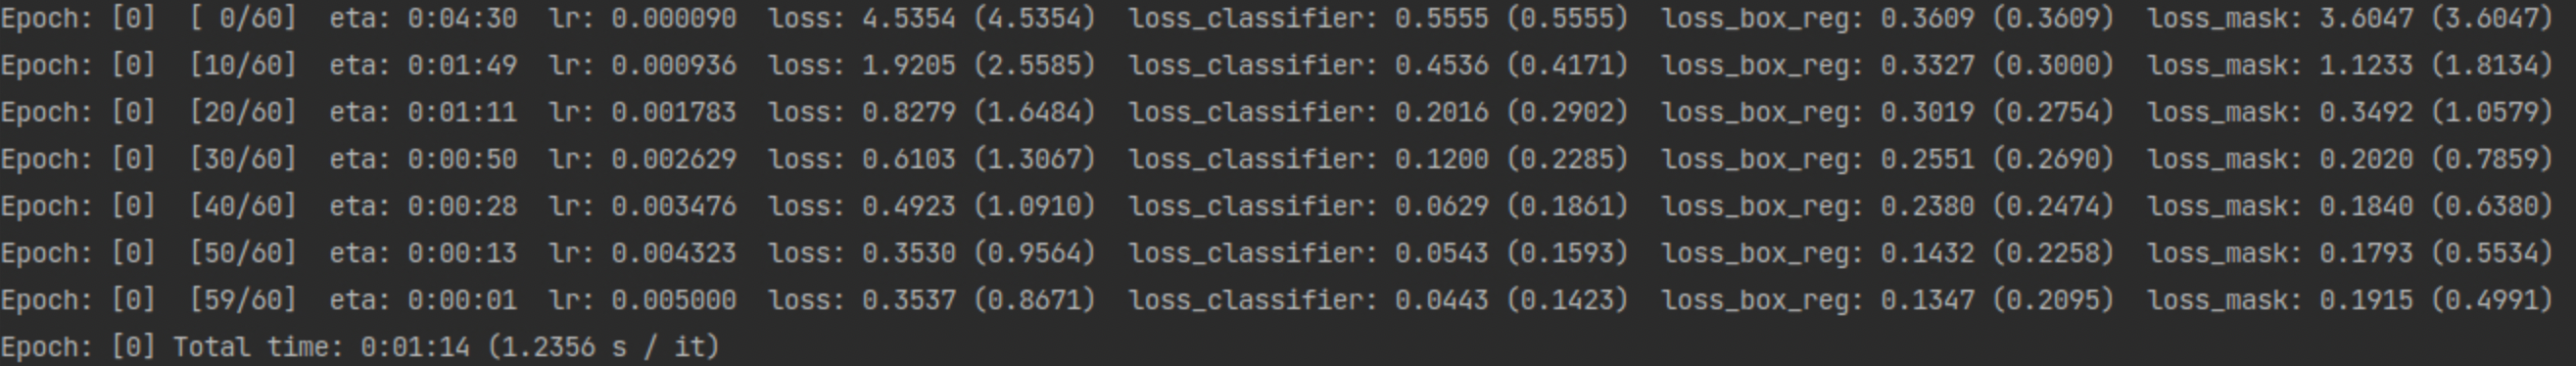 Epoch: [0]  [ 0/60]  eta: 0:04:30  lr: 0.000090  loss: 4.5354 (4.5354)  loss_classifier: 0.5555 (0.5555)  loss_box_reg: 0.3609 (0.3609)  loss_mask: 3.6047 (3.6047)
Epoch: [0]  [10/60]  eta: 0:01:49  lr: 0.000936  loss: 1.9205 (2.5585)  loss_classifier: 0.4536 (0.4171)  loss_box_reg: 0.3327 (0.3000)  loss_mask: 1.1233 (1.8134)
Epoch: [0]  [20/60]  eta: 0:01:11  lr: 0.001783  loss: 0.8279 (1.6484)  loss_classifier: 0.2016 (0.2902)  loss_box_reg: 0.3019 (0.2754)  loss_mask: 0.3492 (1.0579)
Epoch: [0]  [30/60]  eta: 0:00:50  lr: 0.002629  loss: 0.6103 (1.3067)  loss_classifier: 0.1200 (0.2285)  loss_box_reg: 0.2551 (0.2690)  loss_mask: 0.2020 (0.7859)
Epoch: [0]  [40/60]  eta: 0:00:28  lr: 0.003476  loss: 0.4923 (1.0910)  loss_classifier: 0.0629 (0.1861)  loss_box_reg: 0.2380 (0.2474)  loss_mask: 0.1840 (0.6380)
Epoch: [0]  [50/60]  eta: 0:00:13  lr: 0.004323  loss: 0.3530 (0.9564)  loss_classifier: 0.0543 (0.1593)  loss_box_reg: 0.1432 (0.2258)  loss_mask: 0.1793 (0.5534)
Epoch: [0]  [59/60]  eta: 0:00:01  lr: 0.005000  loss: 0.3537 (0.8671)  loss_classifier: 0.0443 (0.1423)  loss_box_reg: 0.1347 (0.2095)  loss_mask: 0.1915 (0.4991)
Epoch: [0] Total time: 0:01:14 (1.2356 s / it)